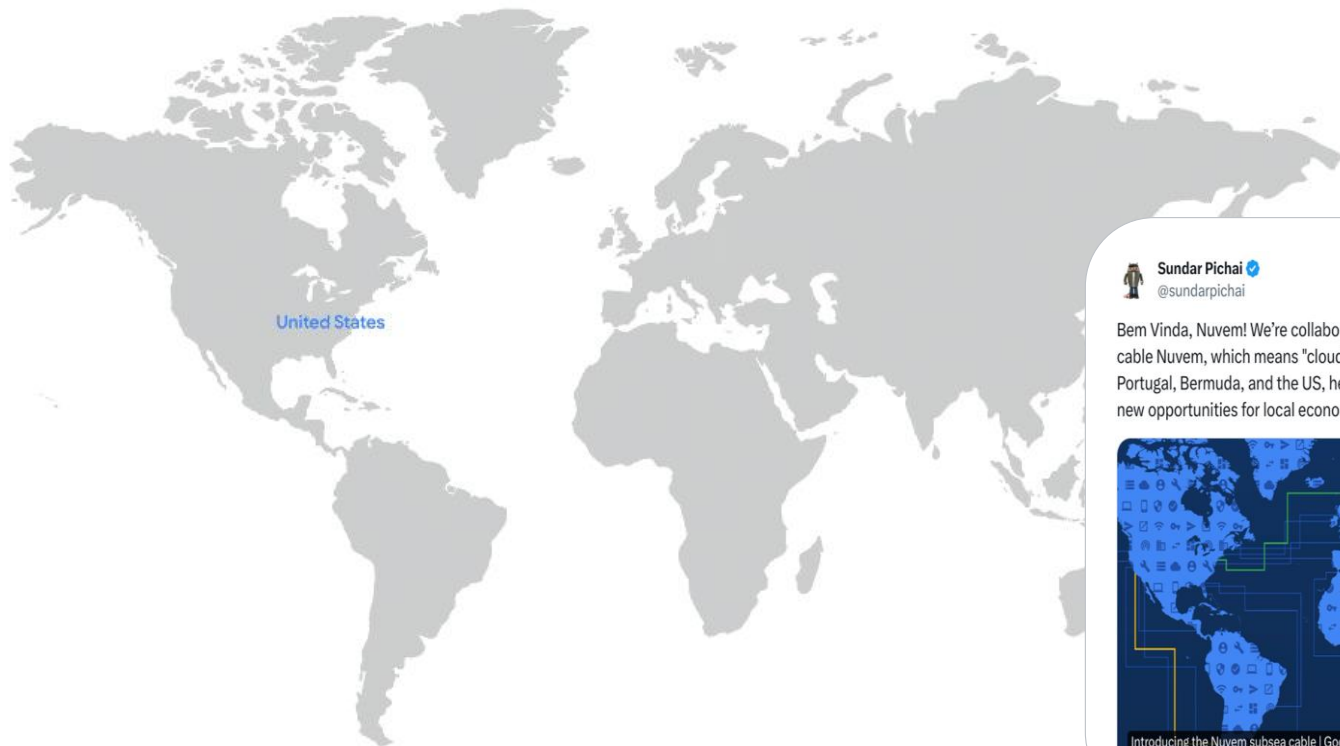 United States
Sundar Pichai
@sundarpichai
Bem Vinda, Nuvem! We're collabo
cable Nuvem, which means "cloud
Portugal, Bermuda, and the US, he
new opportunities for local econo
Introducing the Nuvem subsea cable | Goo